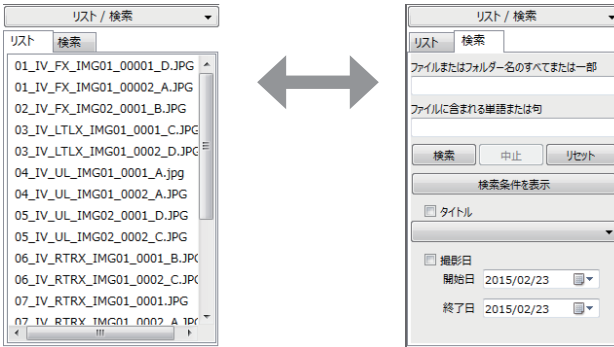 リスト / 検索
リスト 検索
01_IV_FX_IMG01_00001_D.JPG
01_IV_FX_IMG01_00002_A.JPG
02_IV_FX_IMG02_0001_B.JPG
03_IV_LTLX_IMG01_0001_C.JPG
03_IV_LTLX_IMG01_0002_D.JPG
04_IV_UL_IMG01_0001_A.jpg
04_IV_UL_IMG01_0002_A.JPG
05_IV_UL_IMG02_0001_D.JPG
05_IV_UL_IMG02_0002_C.JPG
06_IV_RTRX_IMG01_0001_B.JPG
06_IV_RTRX_IMG01_0002_C.JPG
07_IV_RTRX_IMG01_0001.JPG
07_IV_RTRX_IMG01_0002_A.JPG
リスト / 検索
リスト 検索
ファイルまたはフォルダー名のすべてまたは一部
ファイルに含まれる単語または句
検索 中止 リセット
検索条件を表示
タイトル
撮影日
開始日 2015/02/23
終了日 2015/02/23